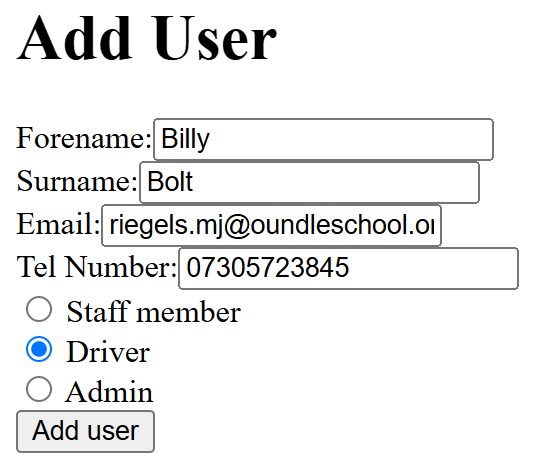 Add User
Forename: Billy
Surname: Bolt
Email: riegels.mj@oundleschool.or
Tel Number: 07305723845
Staff member
Driver
Admin
Add user